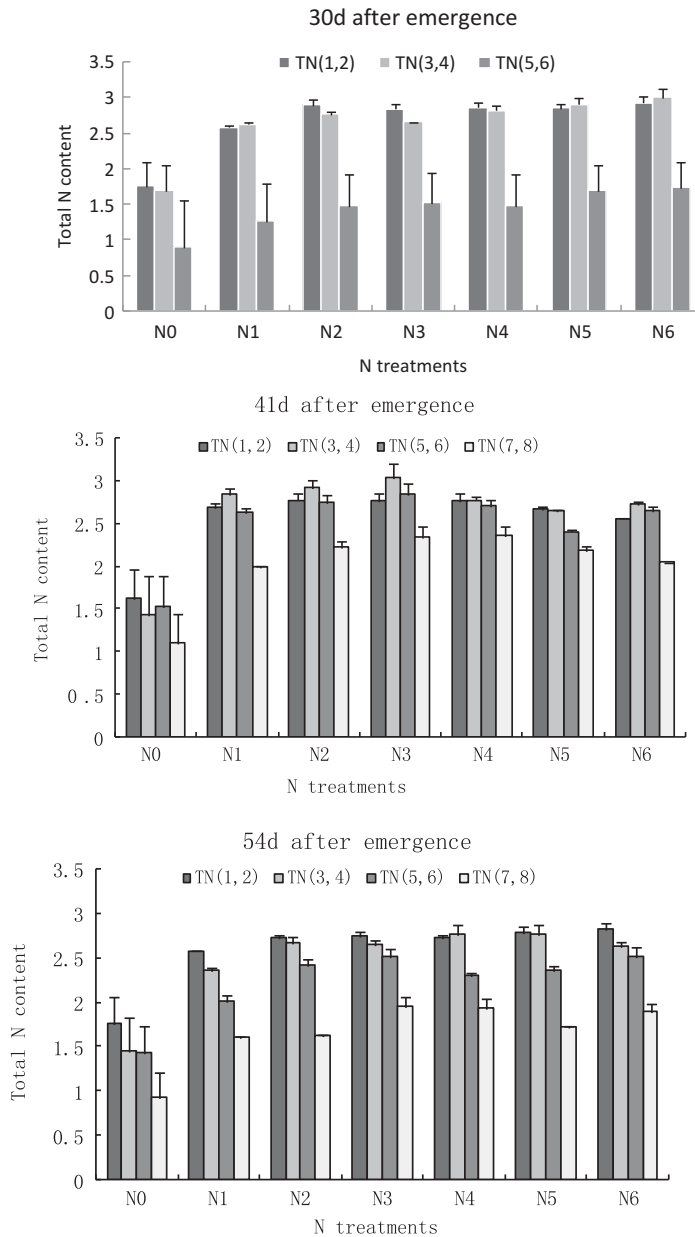 30d after emergence
TN(1,2) TN(3,4) TN(5,6)
3.5
3
2.5
2
1.5
1
0.5
0
Total N content
N0 N1 N2 N3 N4 N5 N6
N treatments
41d after emergence
TN(1,2) TN(3,4) TN(5,6) TN(7,8)
3.5
3
2.5
2
1.5
1
0.5
0
Total N content
N0 N1 N2 N3 N4 N5 N6
N treatments
54d after emergence
TN(1,2) TN(3,4) TN(5,6) TN(7,8)
3.5
3
2.5
2
1.5
1
0.5
0
Total N content
N0 N1 N2 N3 N4 N5 N6
N treatments